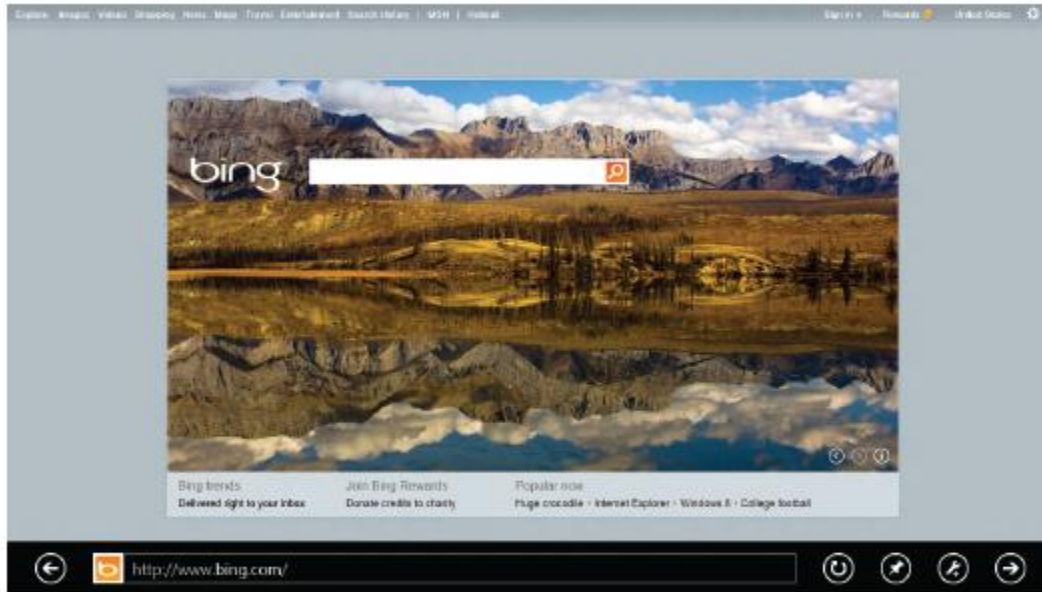 Explore Images Videos Shopping News Maps Travel Entertainment Search History | MSN | Hotmail
Sign in Rewards United States
bing
Bing trends Join Bing Rewards Popular now
Delivered right to your inbox Donate credits to charity Huge crocodile · Internet Explorer · Windows 8 · College football
http://www.bing.com/